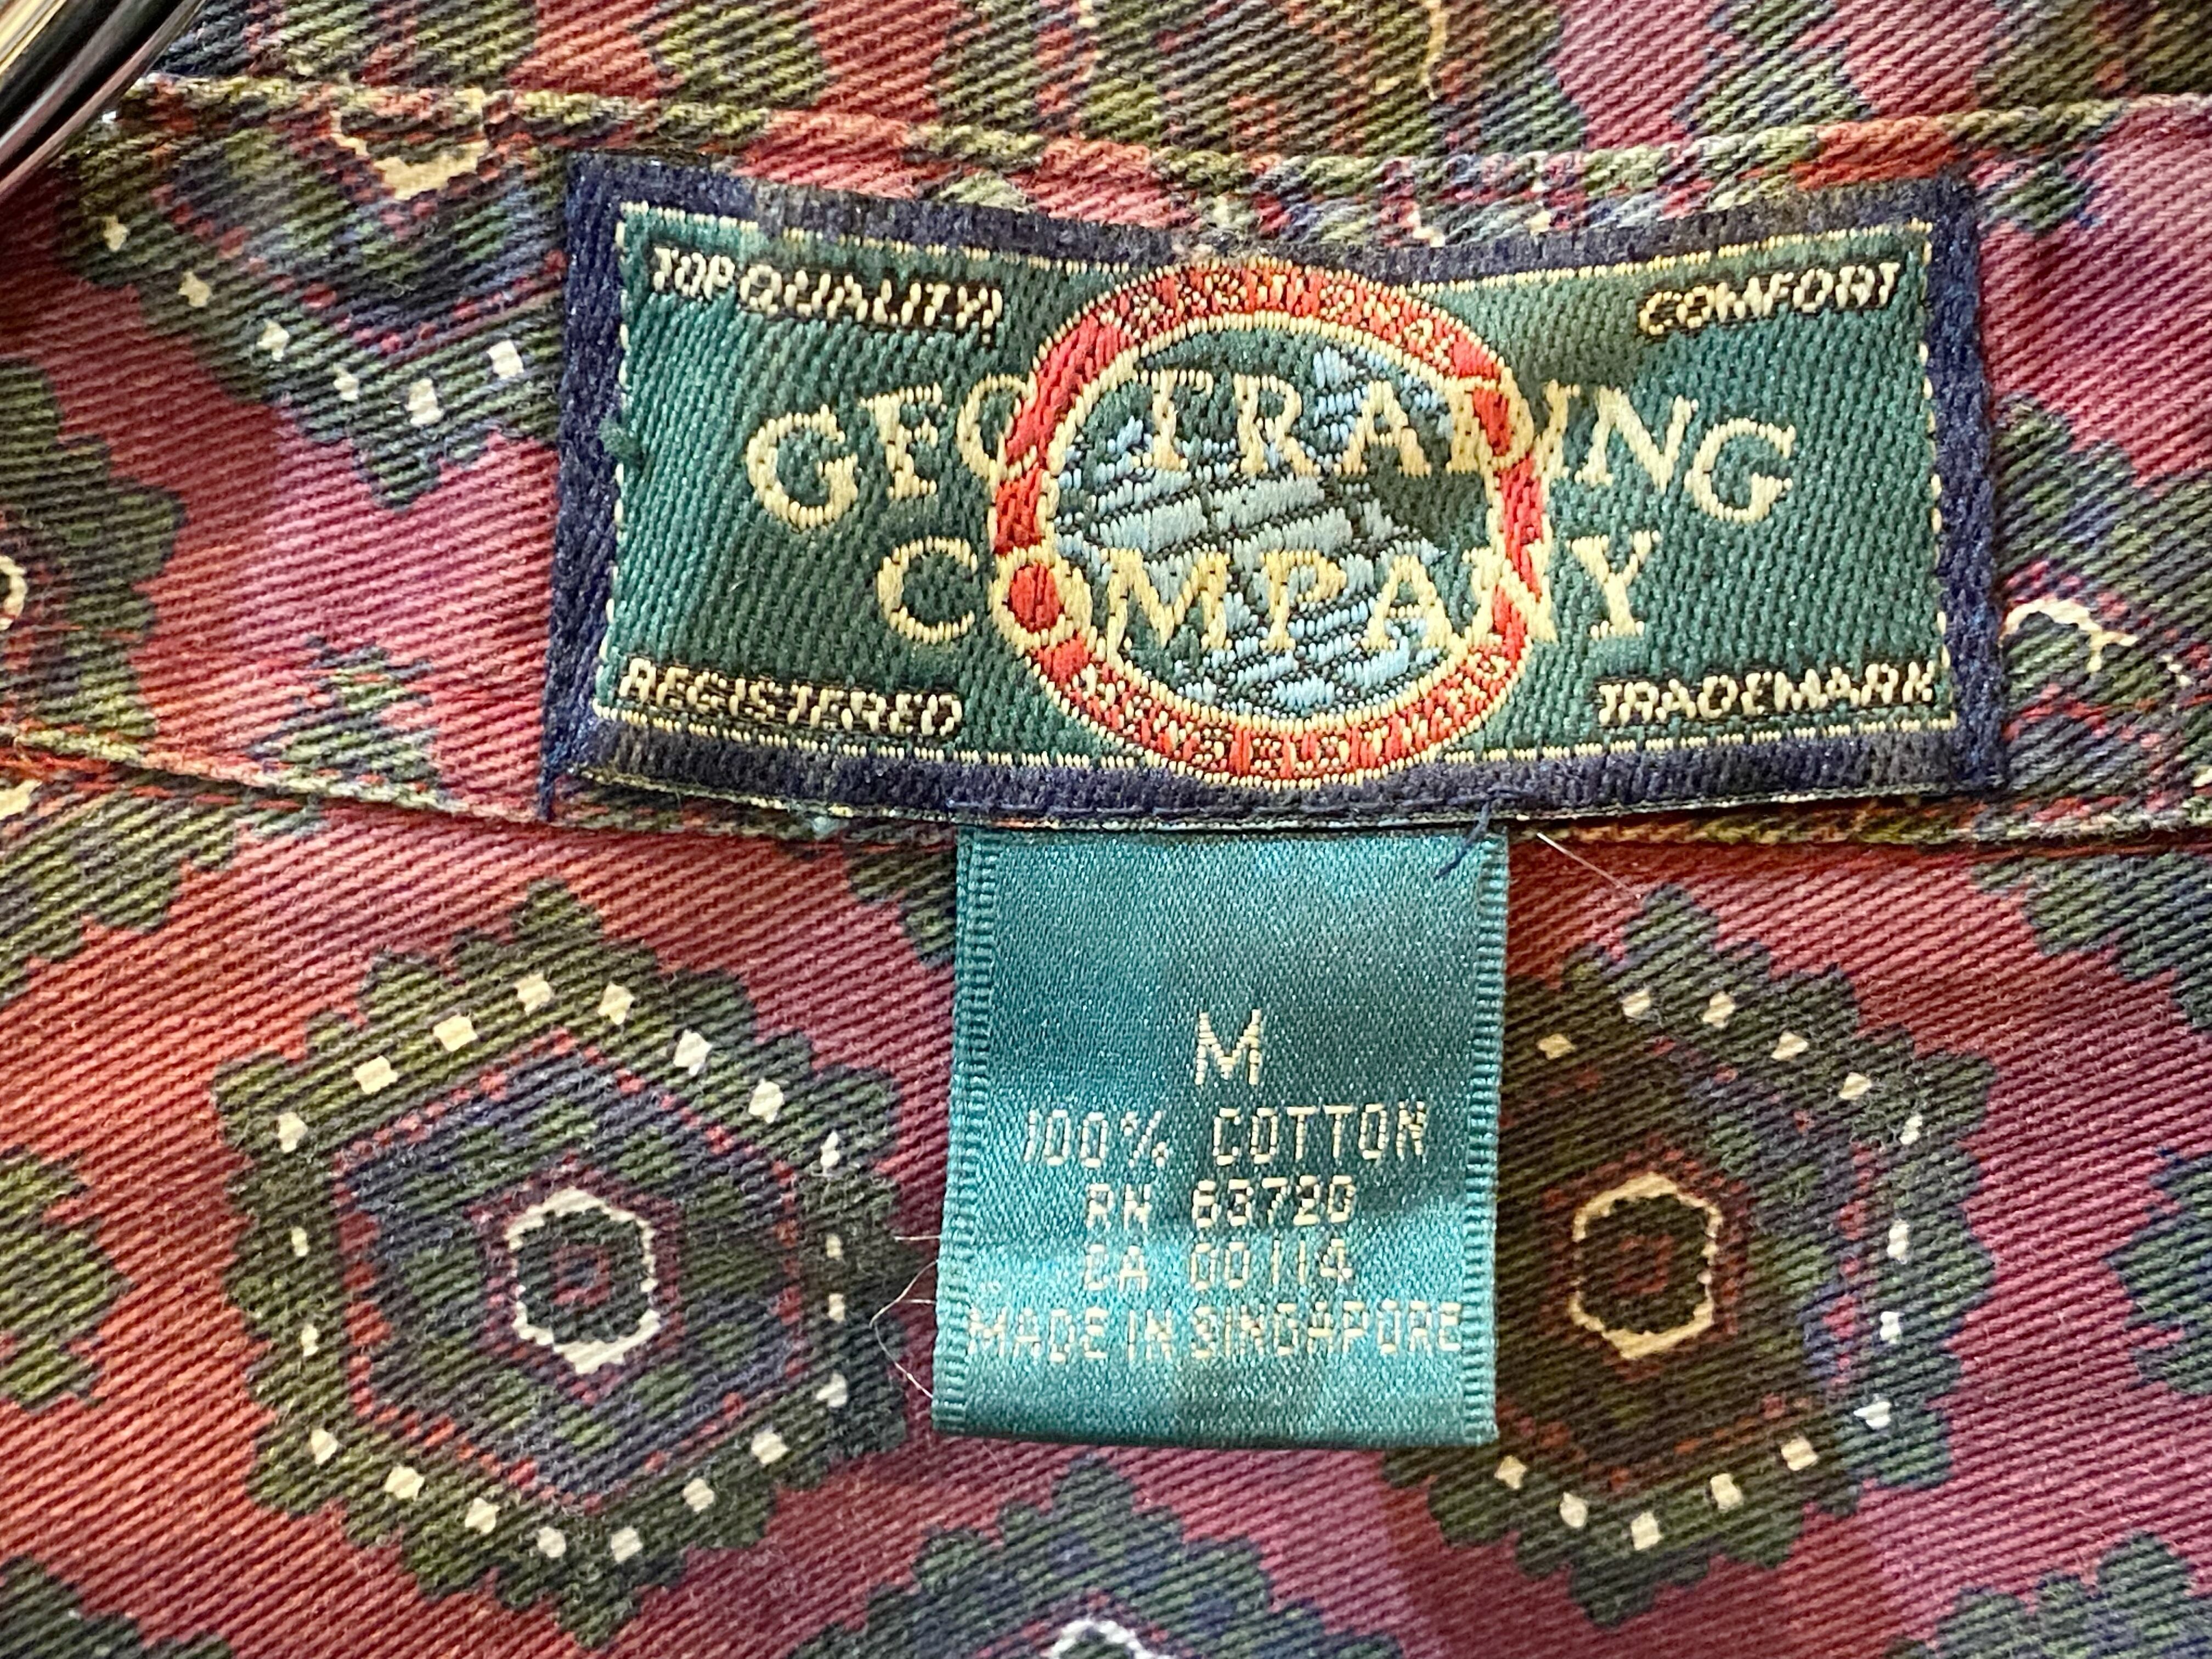 TOP QUALITY!
COMFORT
GEO TRADING
COMPANY
REGISTERED
TRADEMARK
M
100% COTTON
RN 63720
CA 00114
MADE IN SINGAPORE